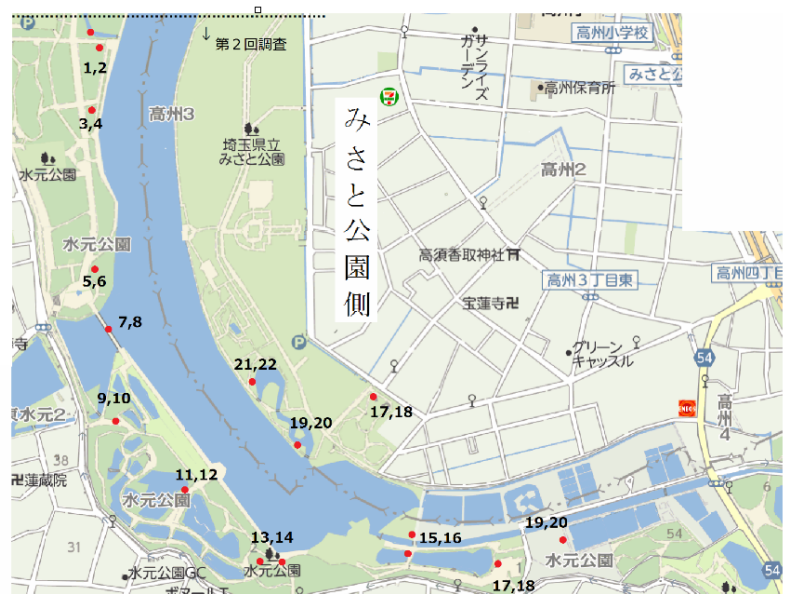 ↓
第2回調査
1,2
3,4
水元公園
水元公園
5,6
7,8
9,10
東水元2
38
卍蓮蔵院
11,12
水元公園
31
13,14
水元公園
水元公園GC
高州3
埼玉県立
みさと公園
みさと公園側
サンライズ
ガーデン
高州小学校
みさと公
高州保育所
高州2
高須香取神社
高州3丁目東
高州四丁目
宝蓮寺卍
グリーン
キャッスル
54
高州4
21,22
19,20
17,18
15,16
19,20
17,18
水元公園
54
6
1
2
54
P
P
寺